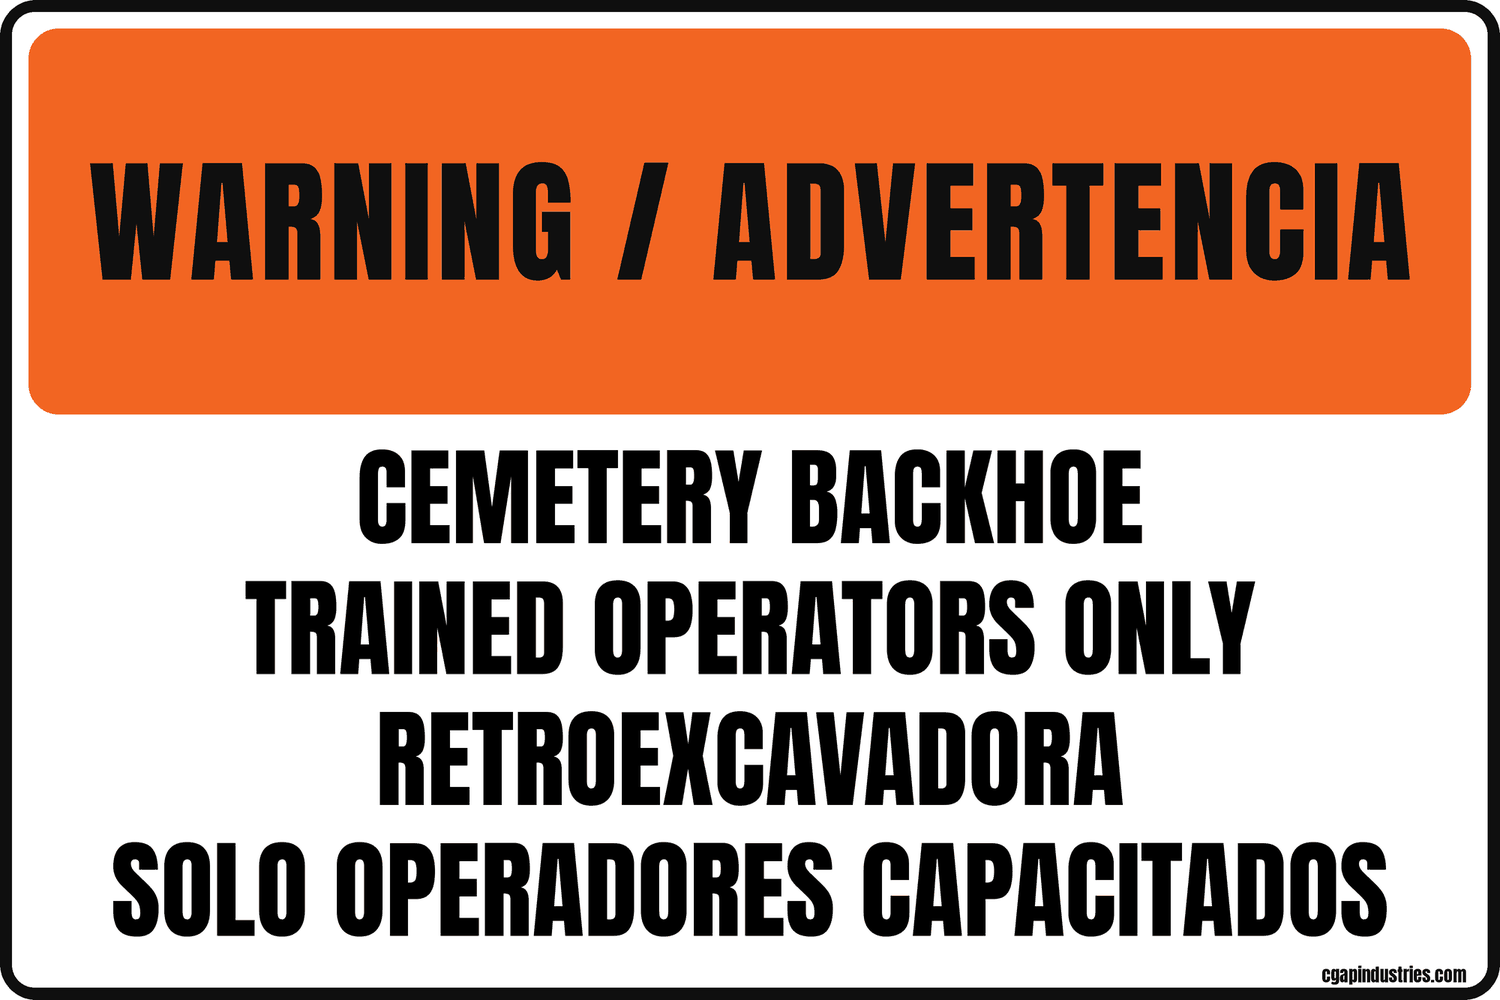 WARNING / ADVERTENCIA
CEMETERY BACKHOE
TRAINED OPERATORS ONLY
RETROEXCAVADORA
SOLO OPERADORES CAPACITADOS
cgapindustries.com